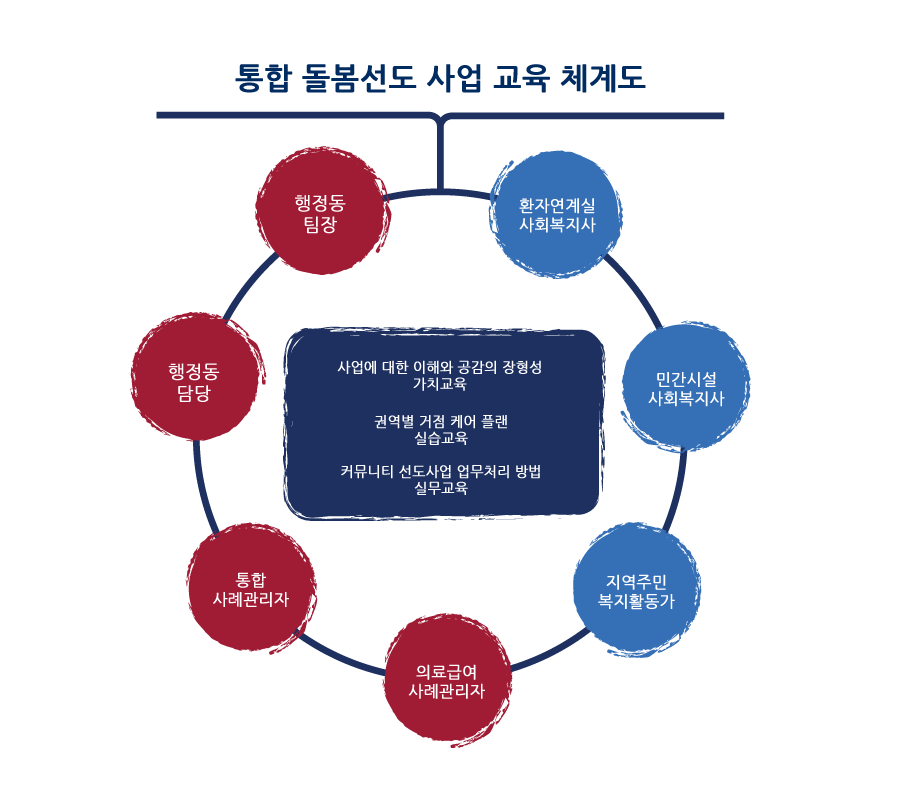 통합 돌봄선도 사업 교육 체계도
행정동
팀장
환자연계실
사회복지사
행정동
담당
민간시설
사회복지사
사업에 대한 이해와 공감의 장형성
가치교육
권역별 거점 케어 플랜
실습교육
커뮤니티 선도사업 업무처리 방법
실무교육
통합
사례관리자
지역주민
복지활동가
의료급여
사례관리자